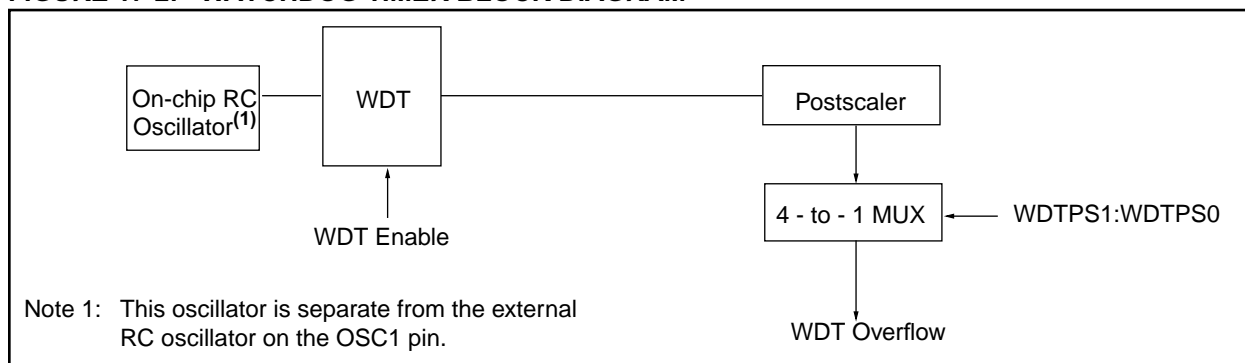 On-chip RC
Oscillator(1)
WDT
Postscaler
4 - to - 1 MUX
WDTPS1:WDTPS0
WDT Enable
WDT Overflow
Note 1: This oscillator is separate from the external
RC oscillator on the OSC1 pin.